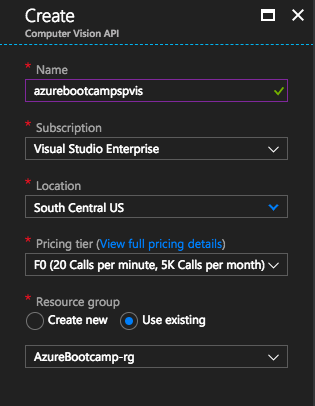 Create
Computer Vision API
* Name
azurebootcampspvis
* Subscription
Visual Studio Enterprise
* Location
South Central US
* Pricing tier (View full pricing details)
F0 (20 Calls per minute, 5K Calls per month)
* Resource group
Create new Use existing
AzureBootcamp-rg